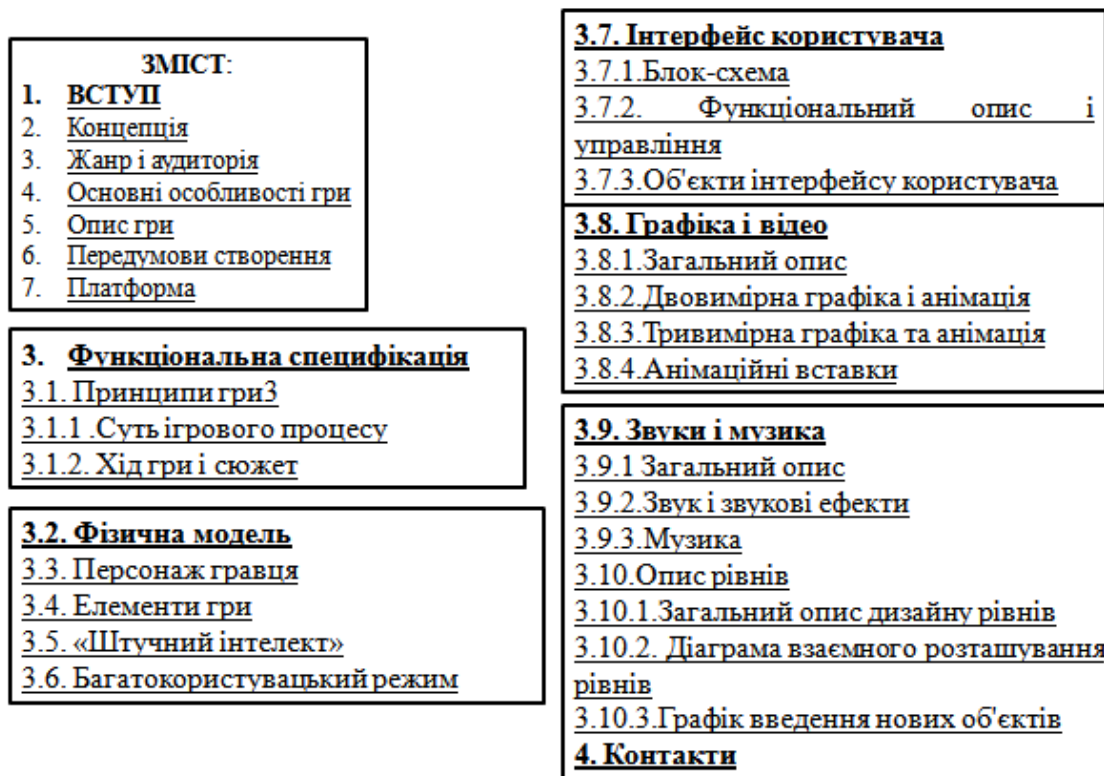 ЗМІСТ:
1. ВСТУП
2. Концепція
3. Жанр і аудиторія
4. Основні особливості гри
5. Опис гри
6. Передумови створення
7. Платформа
3. Функціональна специфікація
3.1. Принципи гри3
3.1.1 .Суть ігрового процесу
3.1.2. Хід гри і сюжет
3.2. Фізична модель
3.3. Персонаж гравця
3.4. Елементи гри
3.5. «Штучний інтелект»
3.6. Багатокористувацький режим
3.7. Інтерфейс користувача
3.7.1.Блок-схема
3.7.2. Функціональний опис і
управління
3.7.3.Об'єкти інтерфейсу користувача
3.8. Графіка і відео
3.8.1.Загальний опис
3.8.2.Двовимірна графіка і анімація
3.8.3.Тривимірна графіка та анімація
3.8.4.Анімаційні вставки
3.9. Звуки і музика
3.9.1 Загальний опис
3.9.2.Звук і звукові ефекти
3.9.3.Музика
3.10.Опис рівнів
3.10.1.Загальний опис дизайну рівнів
3.10.2. Діаграма взаємного розташування
рівнів
3.10.3.Графік введення нових об'єктів
4. Контакти